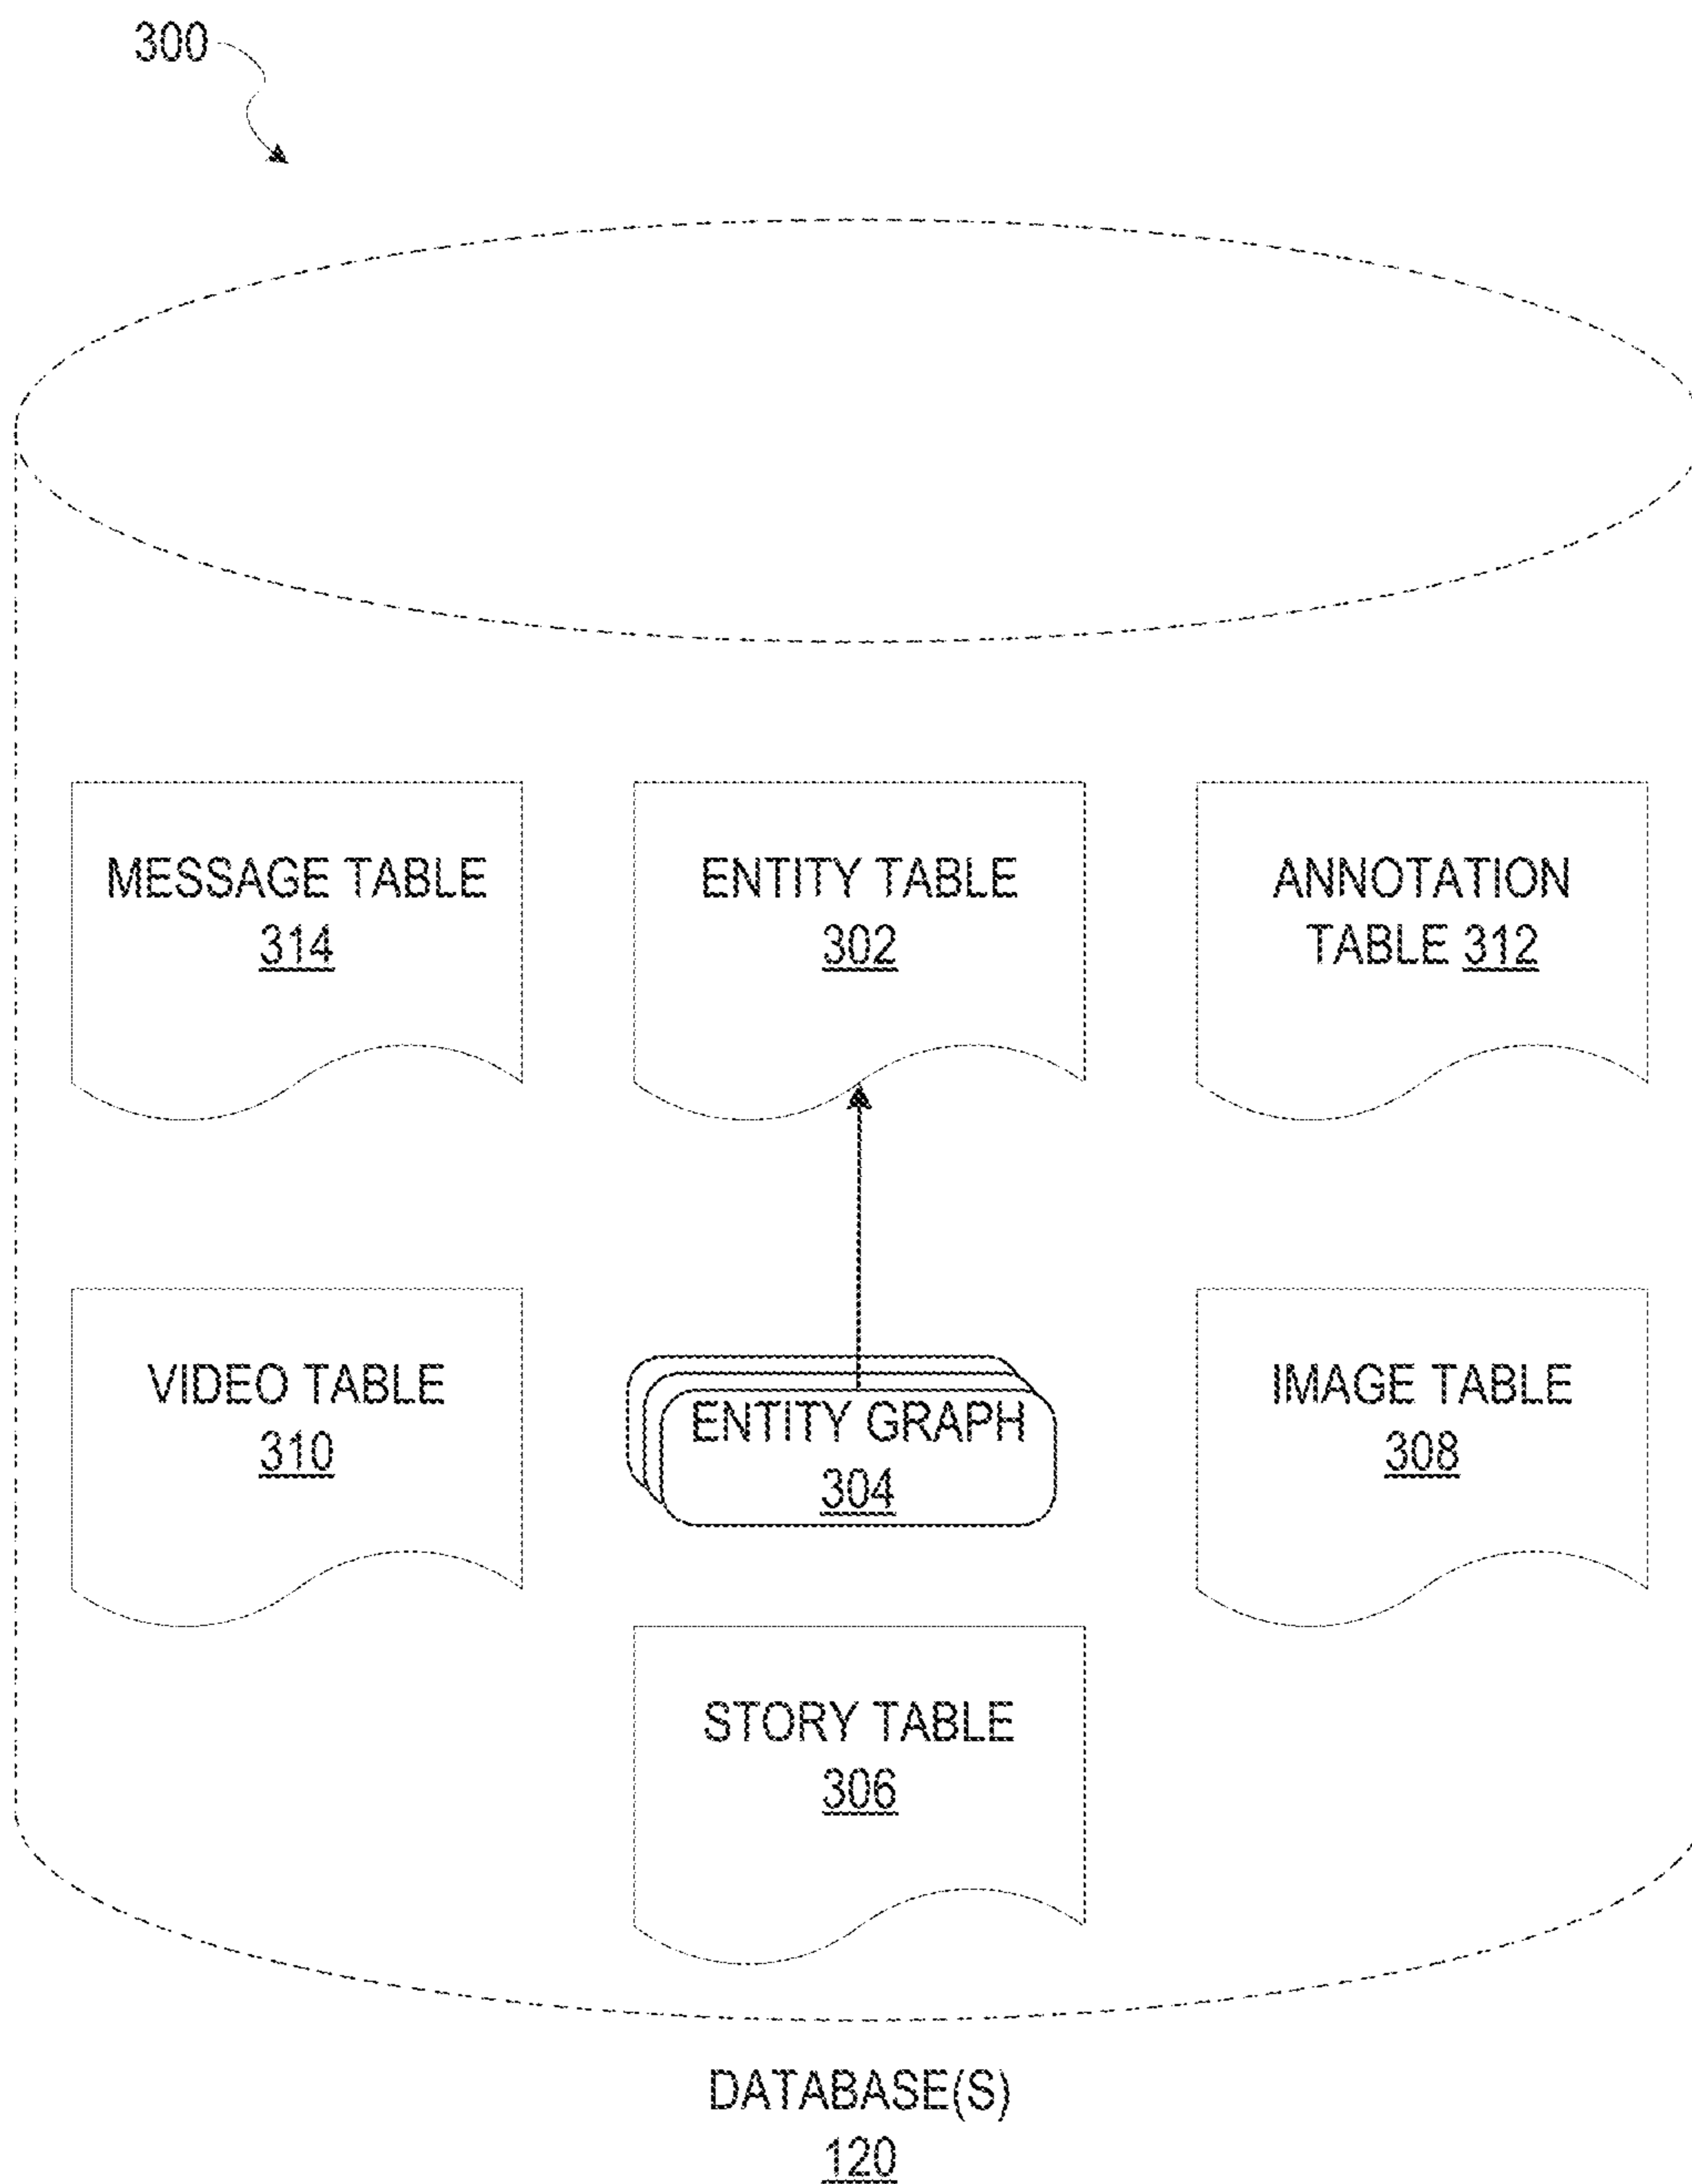 300
MESSAGE TABLE
314
ENTITY TABLE
302
ANNOTATION
TABLE 312
VIDEO TABLE
310
ENTITY GRAPH
304
IMAGE TABLE
308
STORY TABLE
306
DATABASE(S)
120